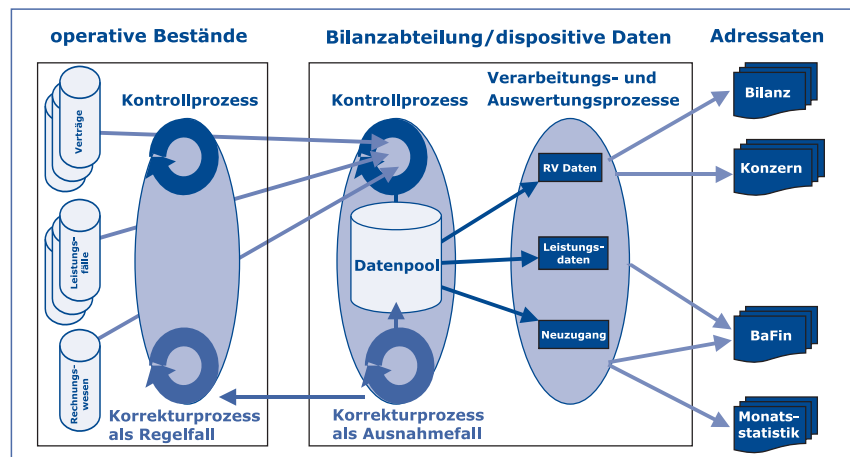 operative Bestände
Bilanzabteilung/dispositive Daten
Adressaten
Kontrollprozess
Kontrollprozess
Verarbeitungs- und
Auswertungsprozesse
Verträge
Leistungs-
fälle
Rechnungs-
wesen
Datenpool
RV Daten
Leistungs-
daten
Neuzugang
Bilanz
Konzern
BaFin
Monats-
statistik
Korrekturprozess
als Regelfall
Korrekturprozess
als Ausnahmefall